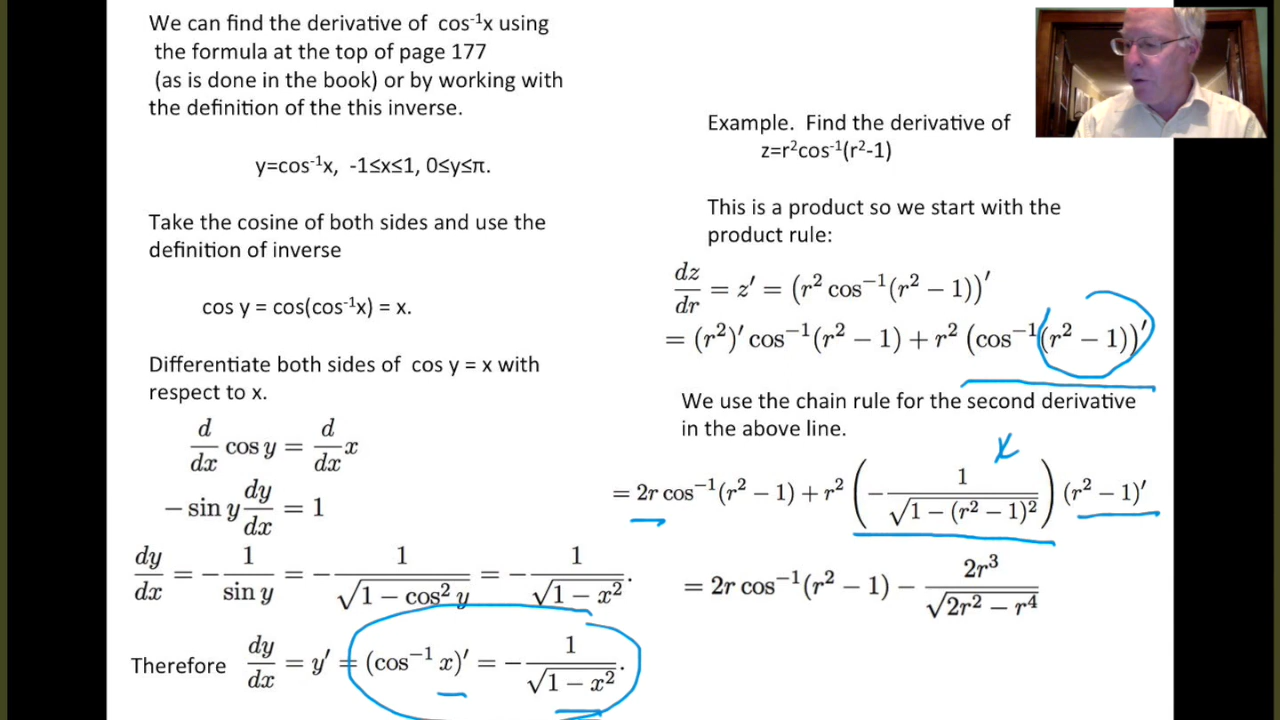 We can find the derivative of cos⁻¹x using
the formula at the top of page 177
(as is done in the book) or by working with
the definition of the this inverse.
y=cos⁻¹x, -1≤x≤1, 0≤y≤π.
Take the cosine of both sides and use the
definition of inverse
cos y = cos(cos⁻¹x) = x.
Differentiate both sides of cos y = x with
respect to x.
d/dx cos y = d/dx x
− sin y dy/dx = 1
dy/dx = −1/sin y = −1/√(1 − cos² y) = −1/√(1 − x²).
Therefore dy/dx = y′ = (cos⁻¹ x)′ = −1/√(1 − x²).
Example. Find the derivative of
z=r²cos⁻¹(r²-1)
This is a product so we start with the
product rule:
dz/dr = z′ = (r² cos⁻¹(r² − 1))′
= (r²)′ cos⁻¹(r² − 1) + r² (cos⁻¹(r² − 1))′
We use the chain rule for the second derivative
in the above line.
x
= 2r cos⁻¹(r² − 1) + r² (−1/√(1 − (r² − 1)²)) (r² − 1)′
= 2r cos⁻¹(r² − 1) − 2r³/√(2r² − r⁴)